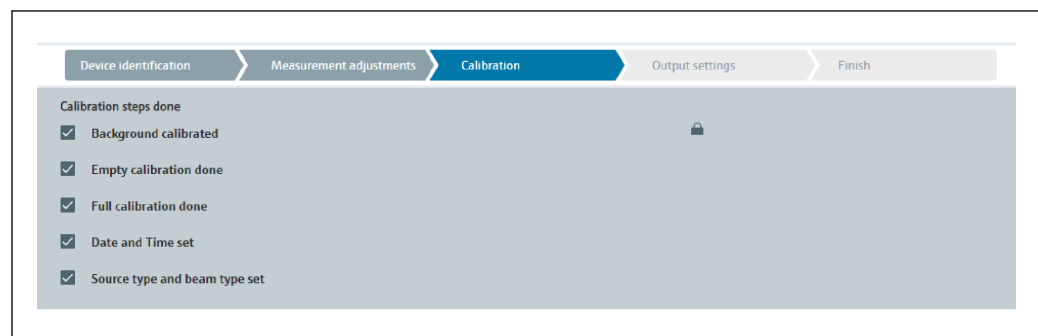 Device identification
Measurement adjustments
Calibration
Output settings
Finish
Calibration steps done
Background calibrated
Empty calibration done
Full calibration done
Date and Time set
Source type and beam type set